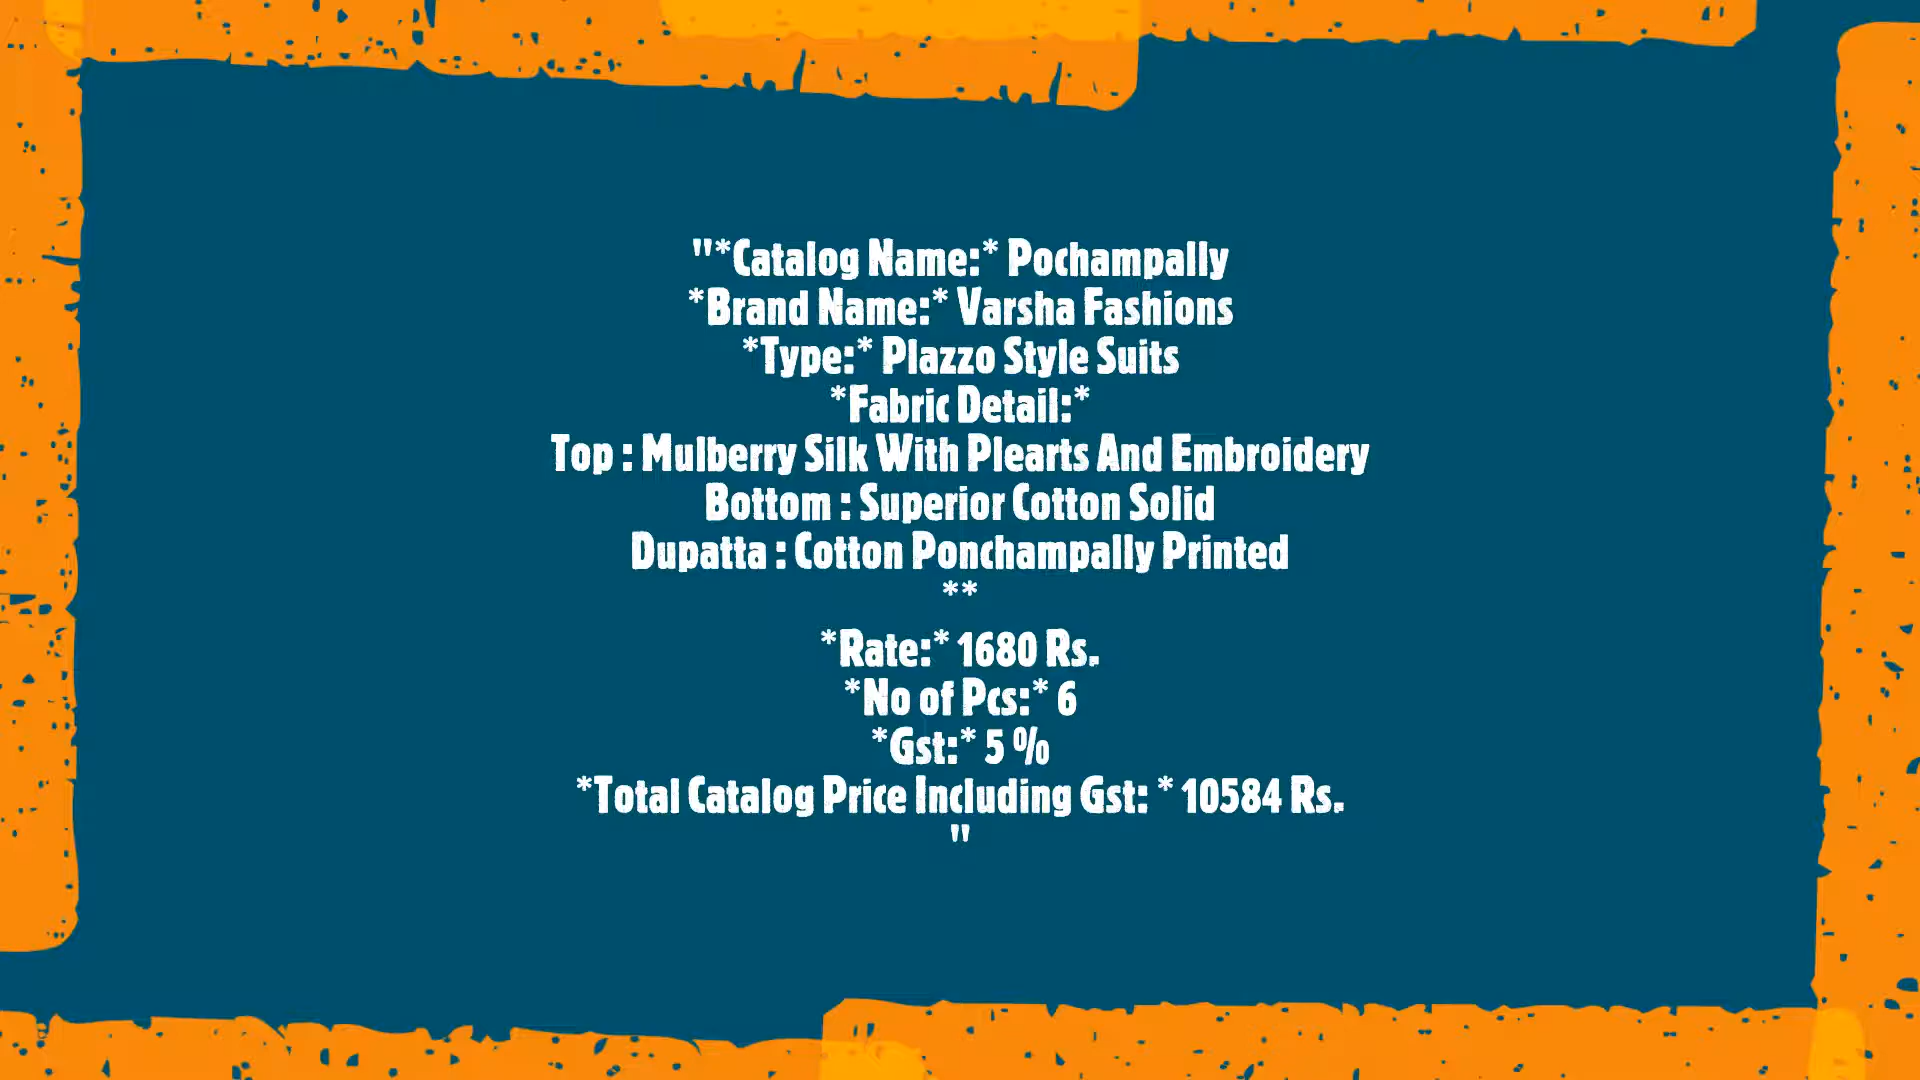 "*Catalog Name:* Pochampally
*Brand Name:* Varsha Fashions
*Type:* Plazzo Style Suits
*Fabric Detail:*
Top : Mulberry Silk With Plearts And Embroidery
Bottom : Superior Cotton Solid
Dupatta : Cotton Ponchampally Printed
**
*Rate:* 1680 Rs.
*No of Pcs:* 6
*Gst:* 5 %
*Total Catalog Price Including Gst: * 10584 Rs.
"